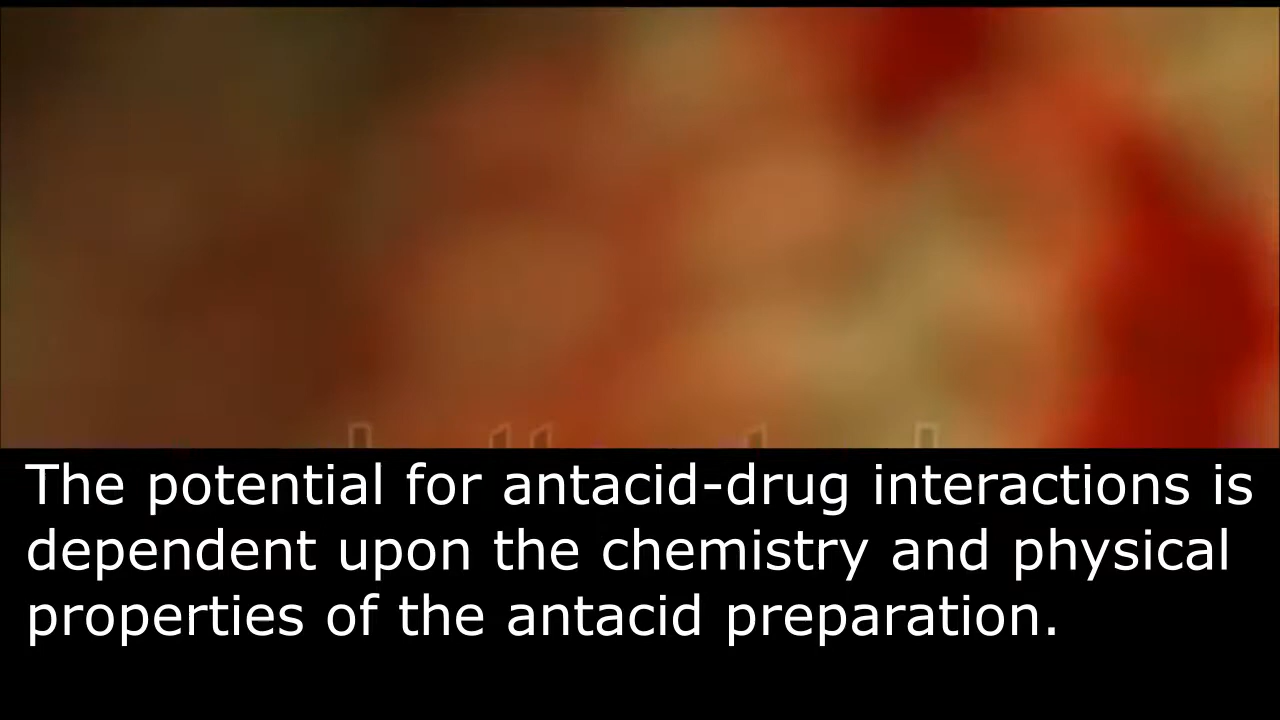 The potential for antacid-drug interactions is
dependent upon the chemistry and physical
properties of the antacid preparation.